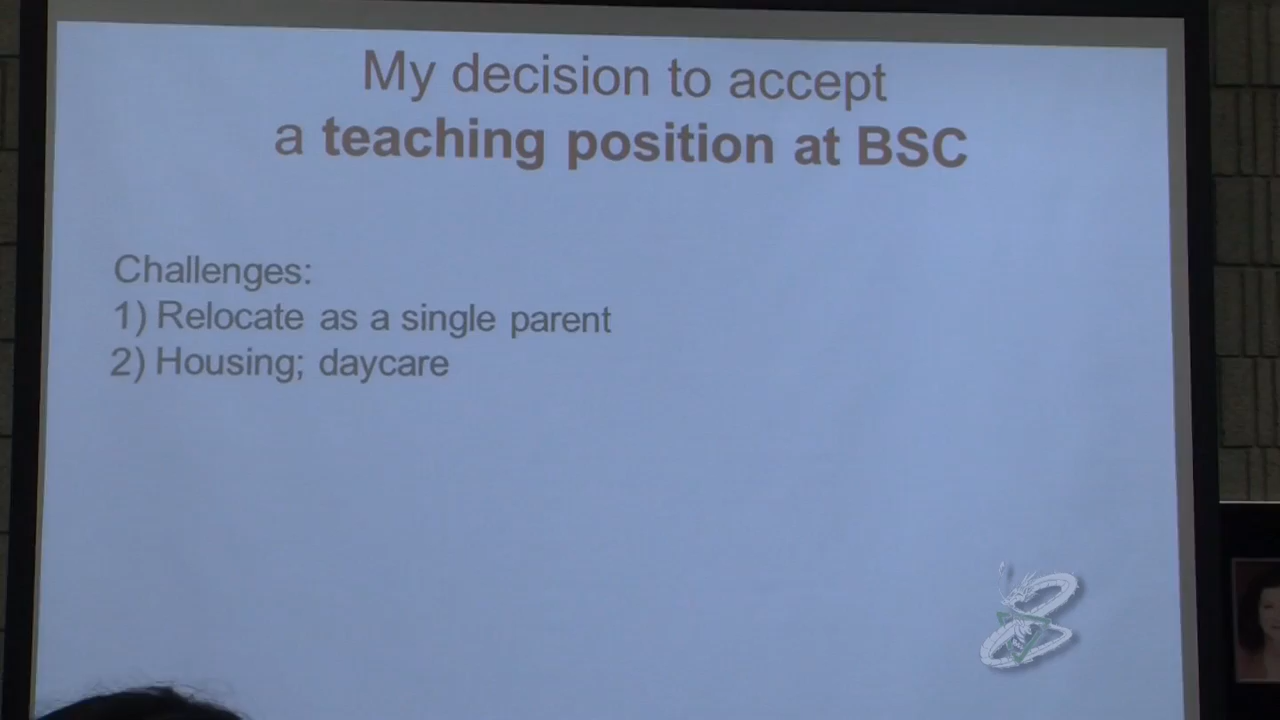 My decision to accept
a teaching position at BSC
Challenges:
1) Relocate as a single parent
2) Housing; daycare